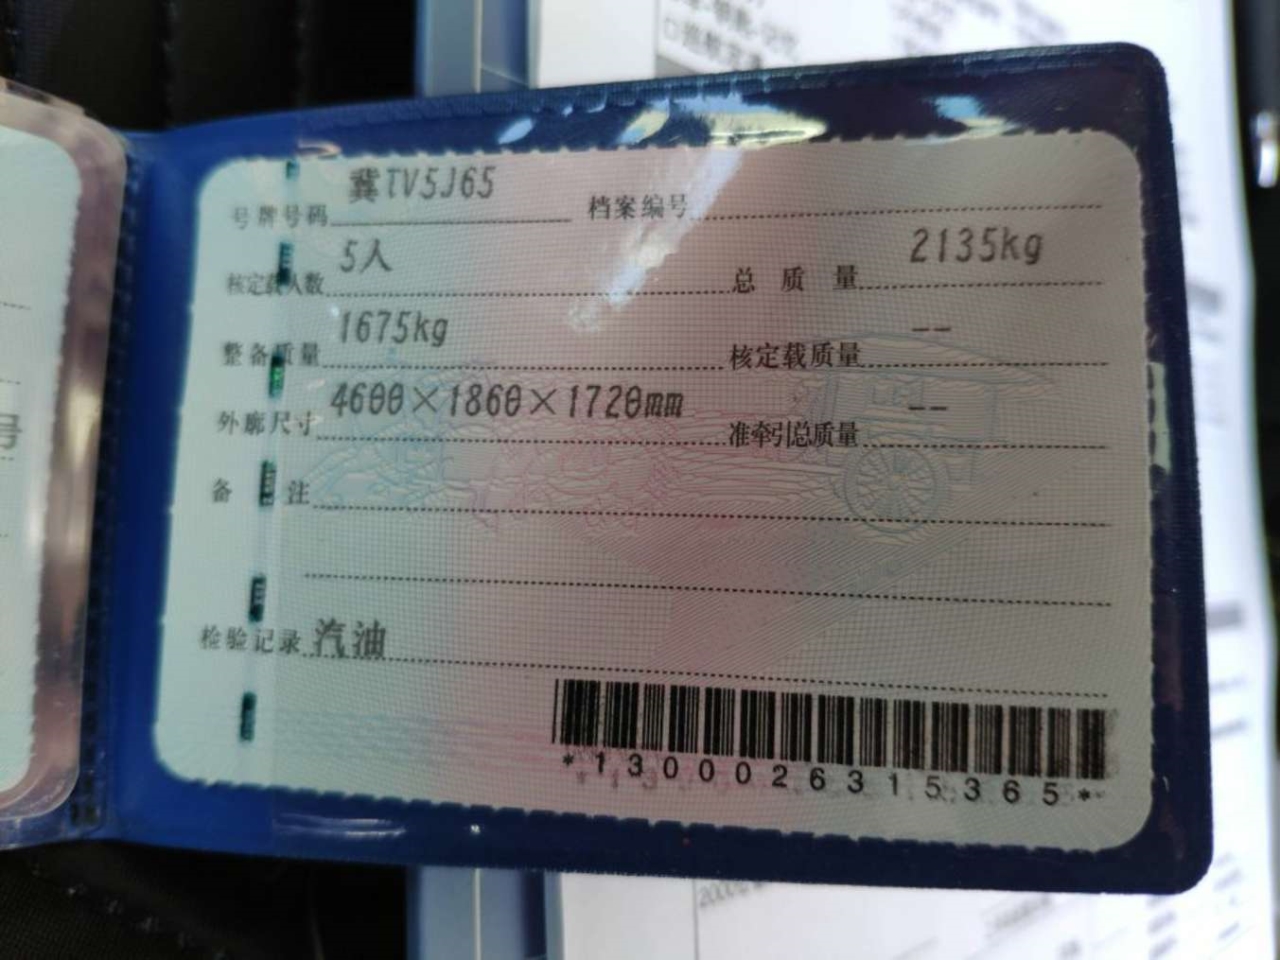 号牌号码 冀TV5J65 档案编号
核定载人数 5人 总质量 2135kg
整备质量 1675kg 核定载质量 --
外廓尺寸 4600×1860×1720mm 准牵引总质量 --
备注
检验记录 汽油
*1300026315365*
号